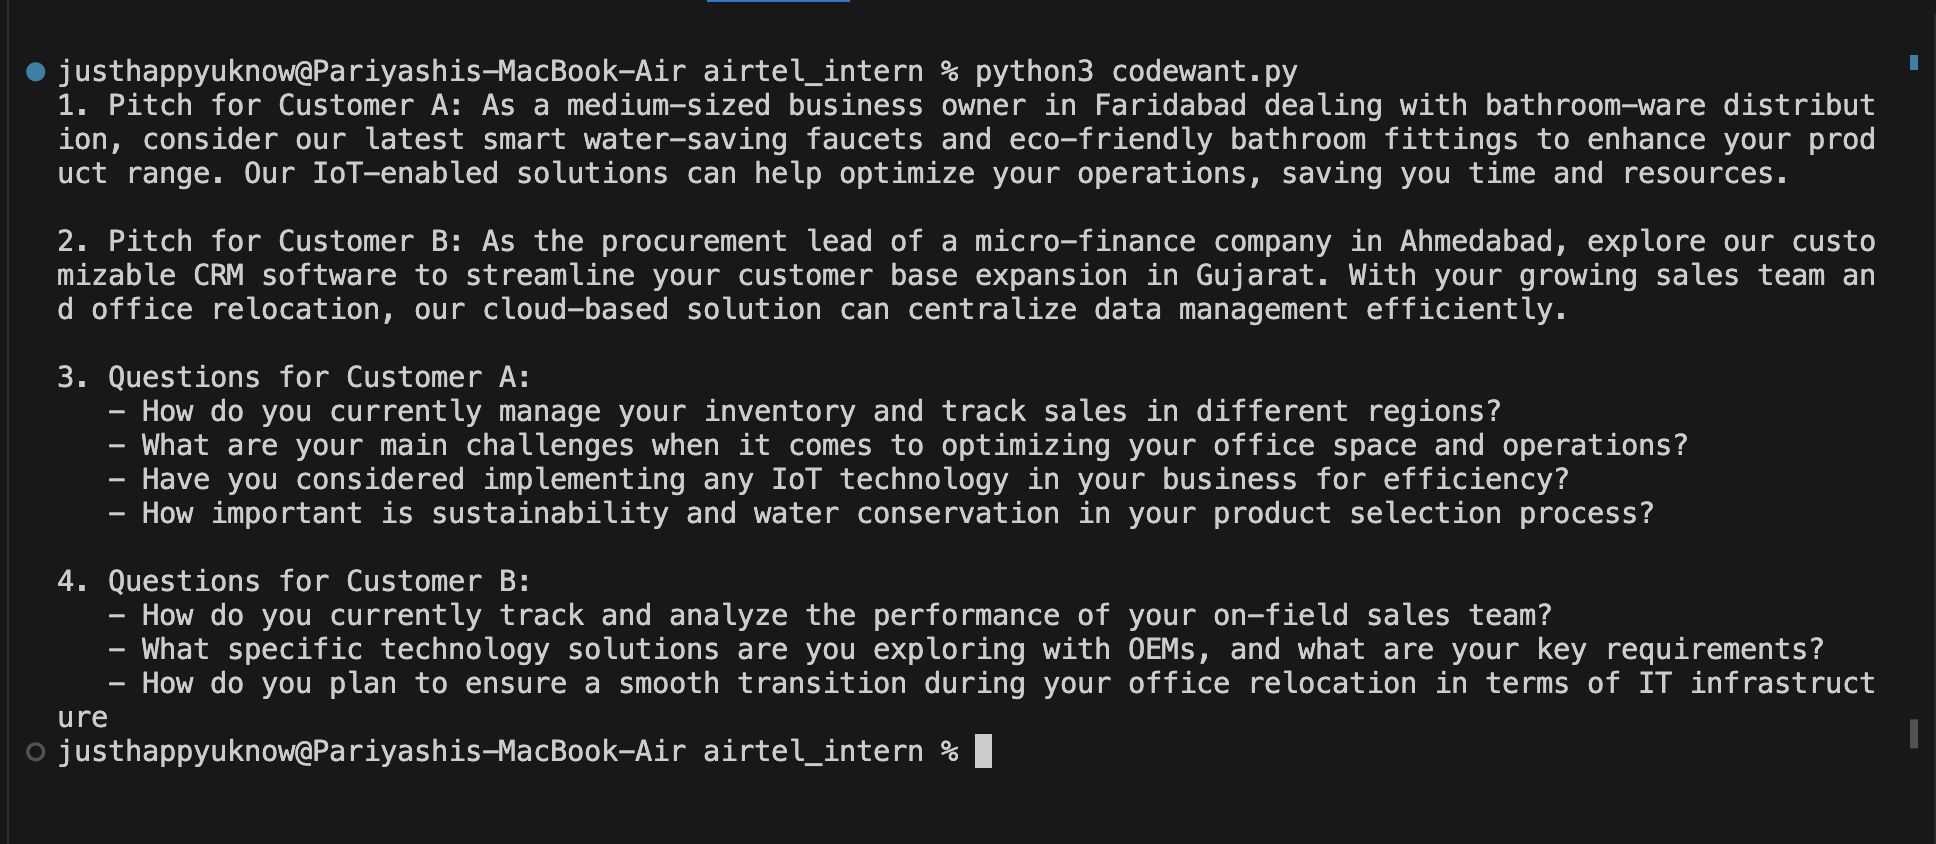 justhappyuknow@Pariyashis-MacBook-Air airtel_intern % python3 codewant.py
1. Pitch for Customer A: As a medium-sized business owner in Faridabad dealing with bathroom-ware distribut
ion, consider our latest smart water-saving faucets and eco-friendly bathroom fittings to enhance your prod
uct range. Our IoT-enabled solutions can help optimize your operations, saving you time and resources.

2. Pitch for Customer B: As the procurement lead of a micro-finance company in Ahmedabad, explore our custo
mizable CRM software to streamline your customer base expansion in Gujarat. With your growing sales team an
d office relocation, our cloud-based solution can centralize data management efficiently.

3. Questions for Customer A:
   - How do you currently manage your inventory and track sales in different regions?
   - What are your main challenges when it comes to optimizing your office space and operations?
   - Have you considered implementing any IoT technology in your business for efficiency?
   - How important is sustainability and water conservation in your product selection process?

4. Questions for Customer B:
   - How do you currently track and analyze the performance of your on-field sales team?
   - What specific technology solutions are you exploring with OEMs, and what are your key requirements?
   - How do you plan to ensure a smooth transition during your office relocation in terms of IT infrastruct
ure
justhappyuknow@Pariyashis-MacBook-Air airtel_intern %